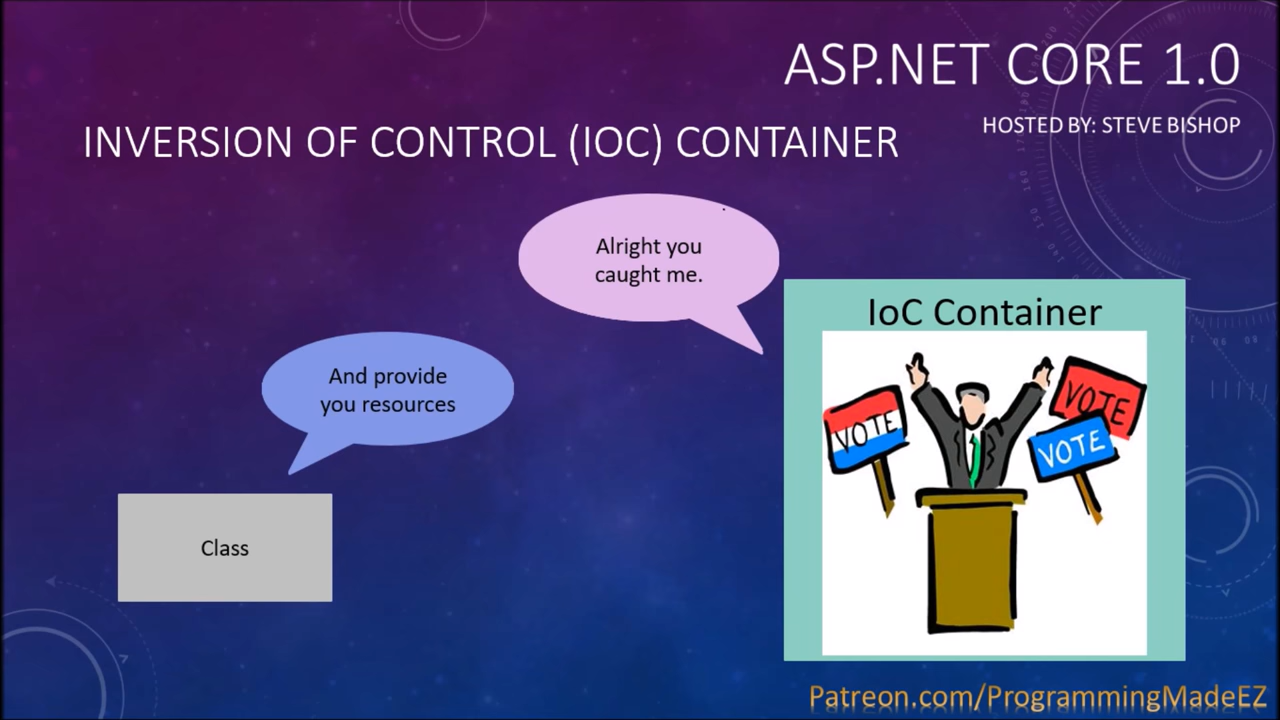 ASP.NET CORE 1.0
HOSTED BY: STEVE BISHOP
INVERSION OF CONTROL (IOC) CONTAINER
Alright you
caught me.
And provide
you resources
Class
IoC Container
VOTE
VOTE
VOTE
Patreon.com/ProgrammingMadeEZ